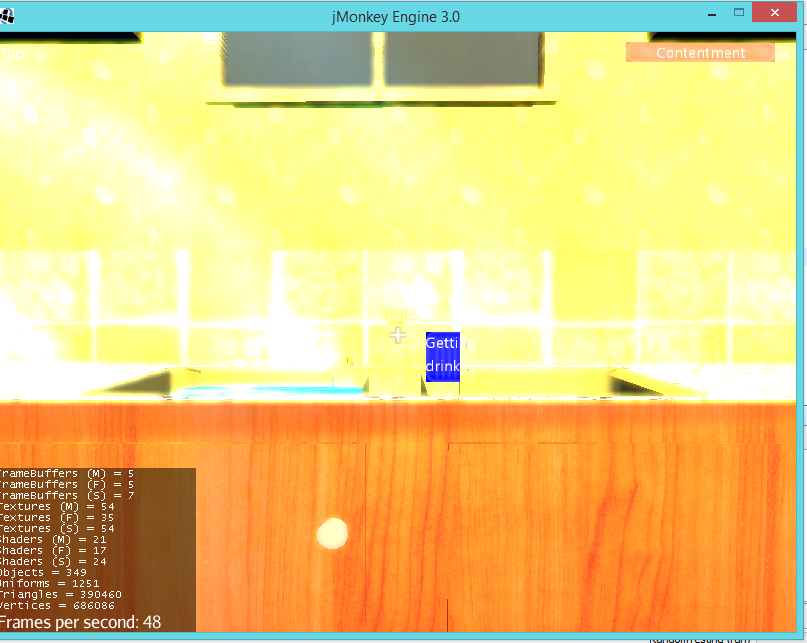 jMonkey Engine 3.0
tap
Contentment
Getting
drink..
FrameBuffers (M) = 5
FrameBuffers (F) = 5
FrameBuffers (S) = 7
Textures (M) = 54
Textures (F) = 35
Textures (S) = 54
Shaders (M) = 21
Shaders (F) = 17
Shaders (S) = 24
Objects = 349
Uniforms = 1251
Triangles = 390460
Vertices = 686086
Frames per second: 48